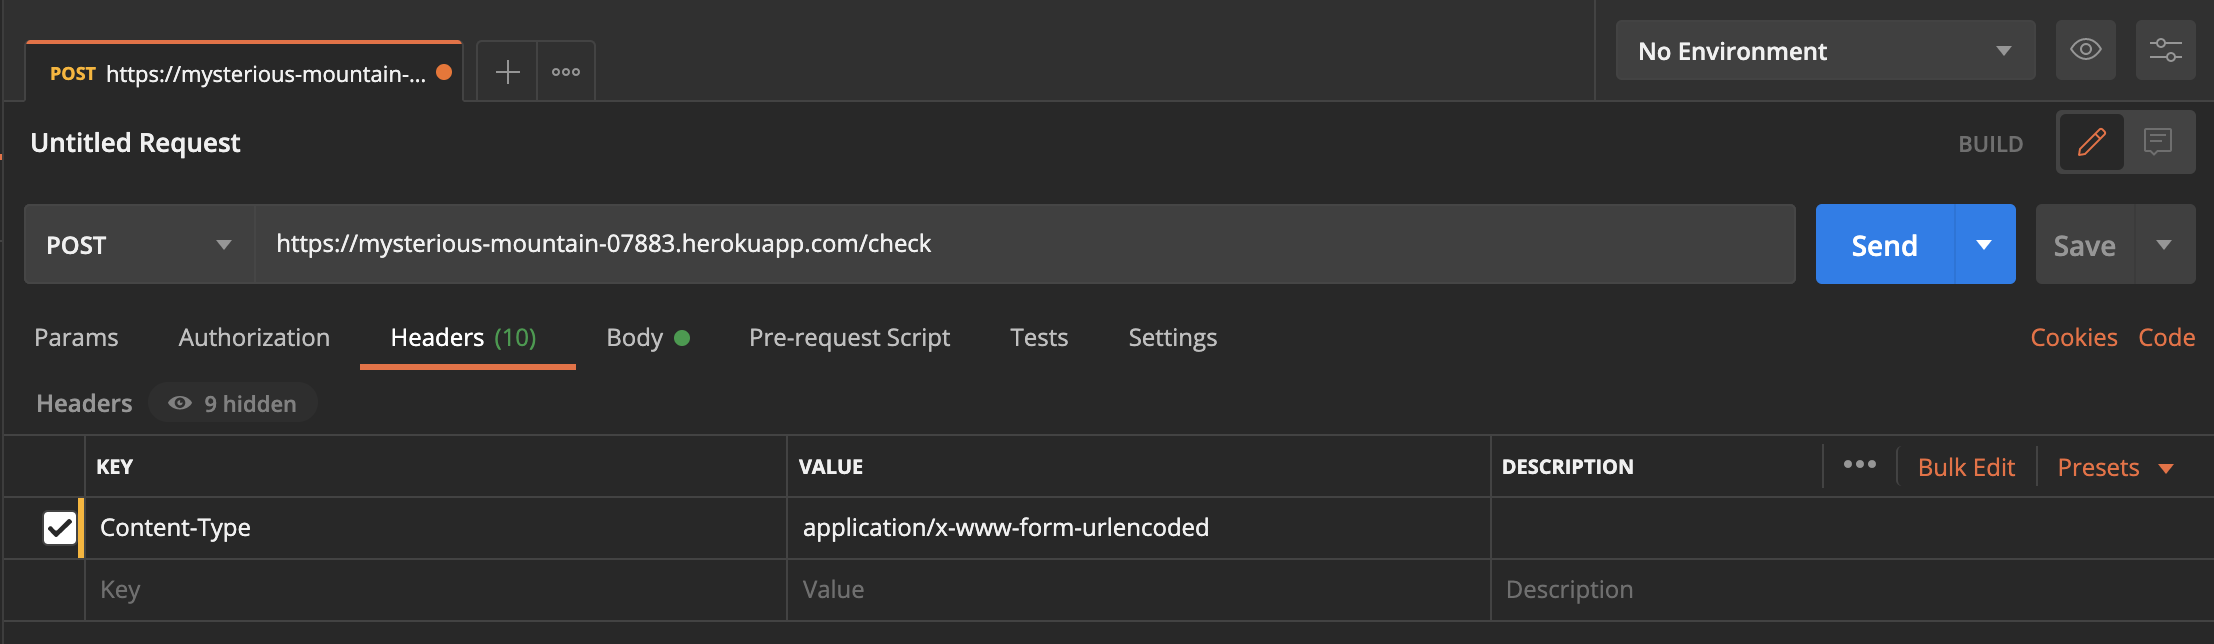 POST https://mysterious-mountain-...
No Environment
Untitled Request
BUILD
POST https://mysterious-mountain-07883.herokuapp.com/check Send Save
Params Authorization Headers (10) Body Pre-request Script Tests Settings Cookies Code
Headers 9 hidden
KEY VALUE DESCRIPTION Bulk Edit Presets
Content-Type application/x-www-form-urlencoded
Key Value Description